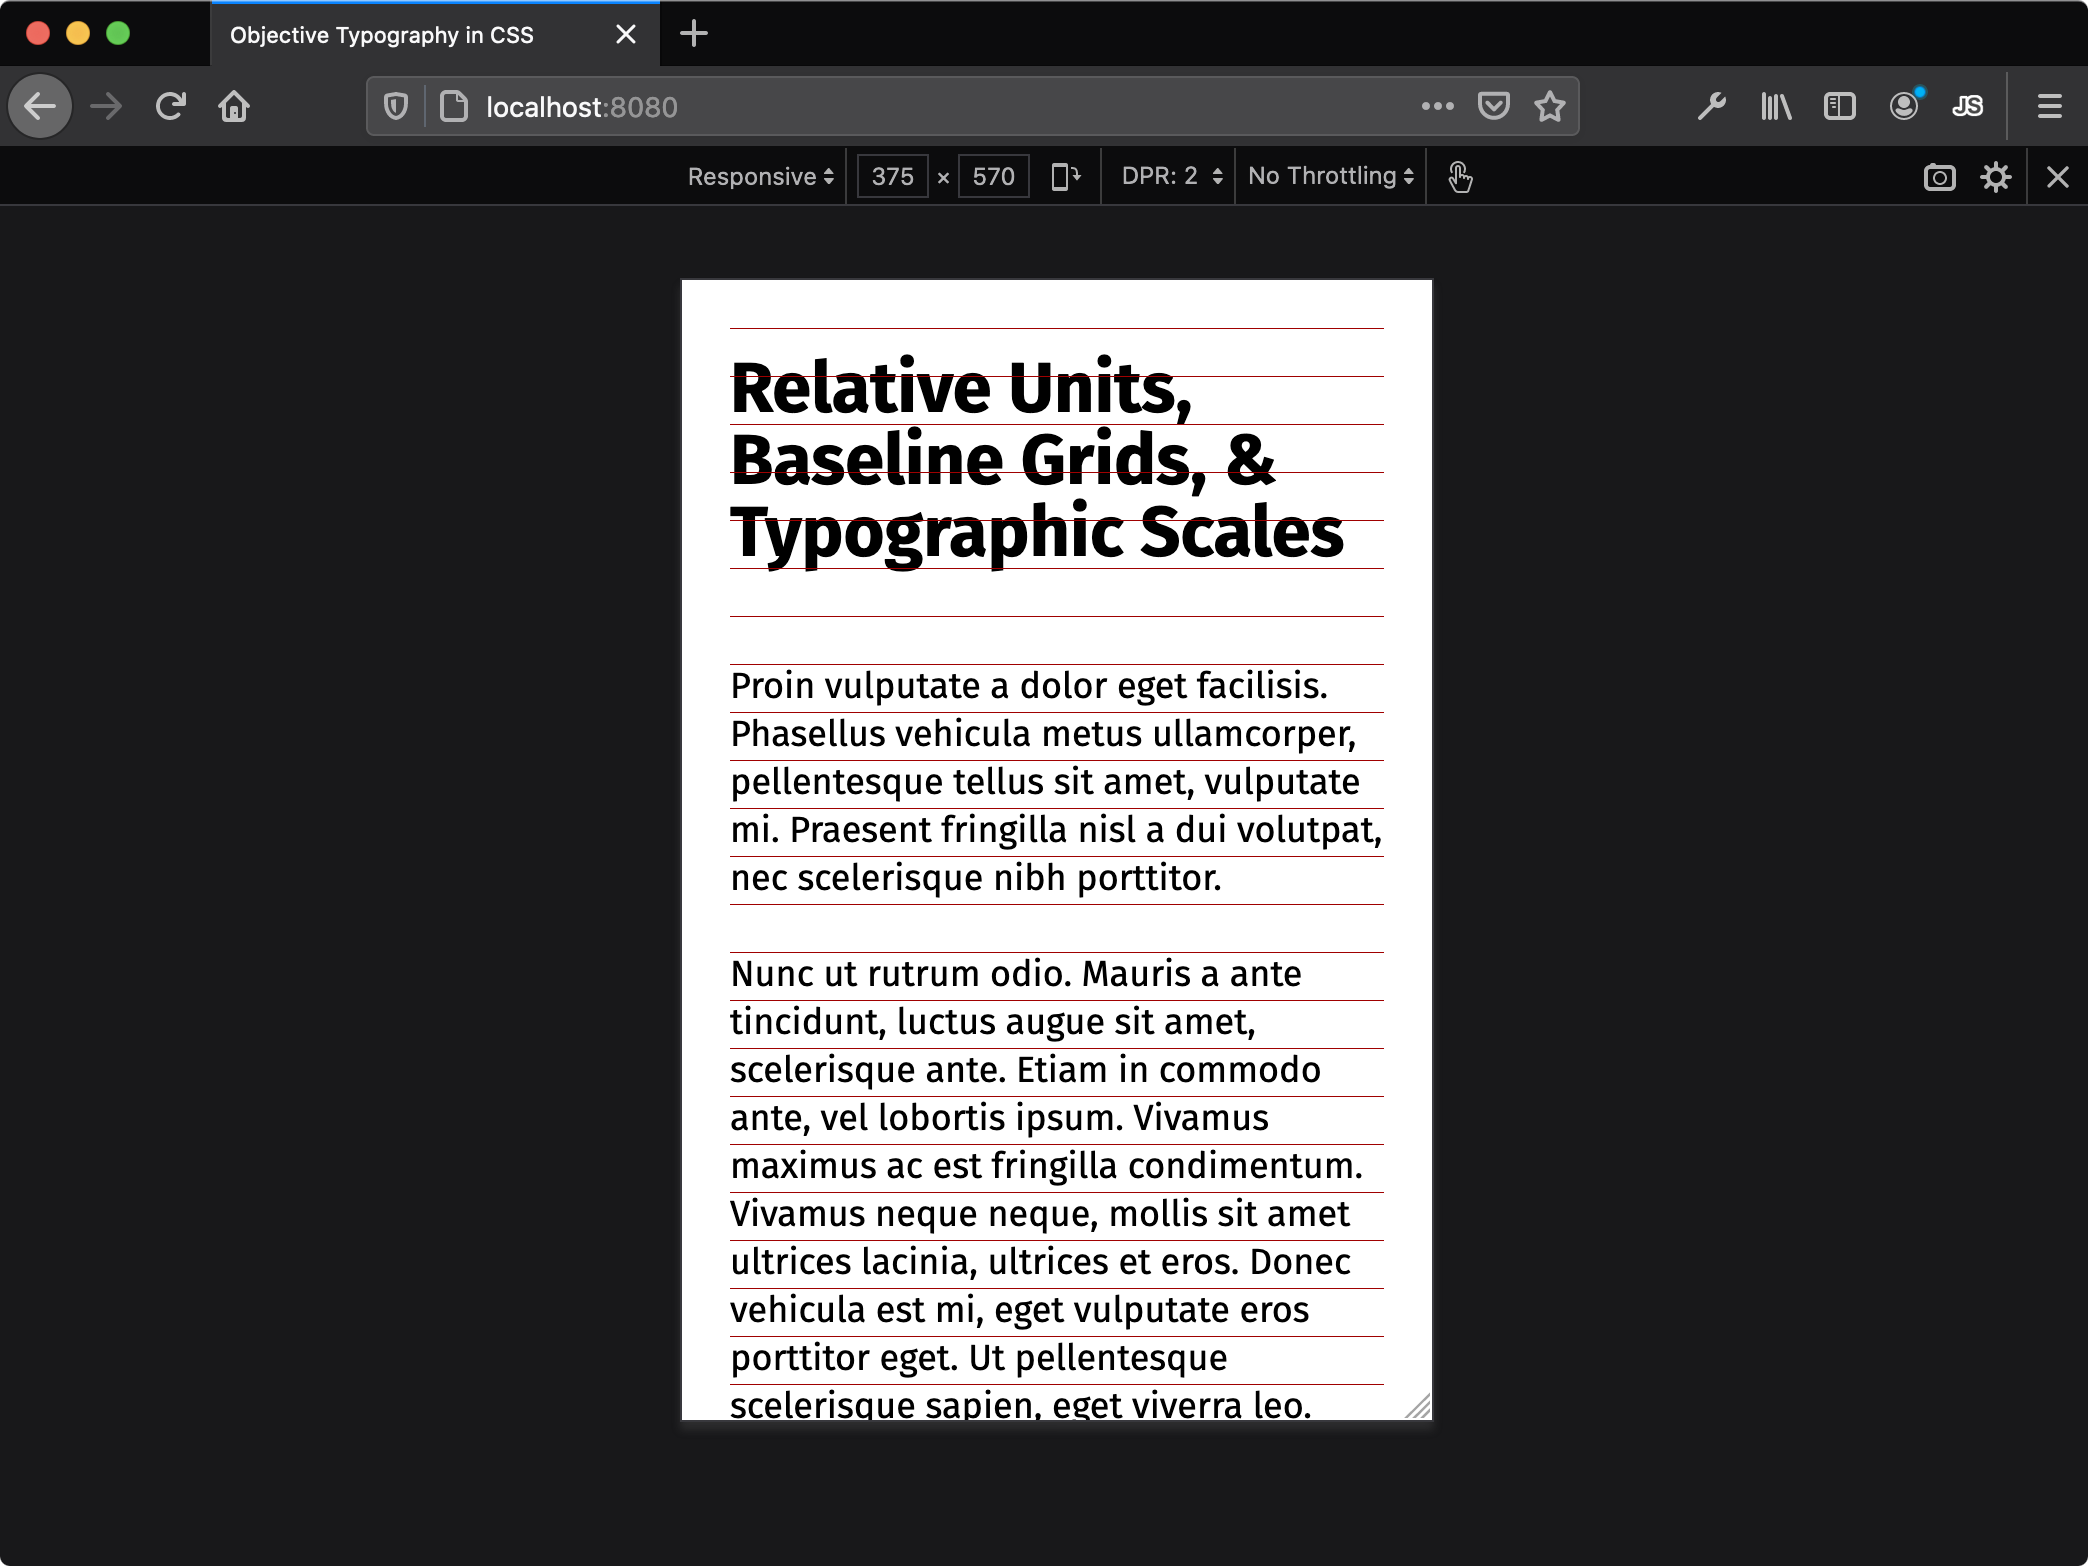 Objective Typography in CSS
localhost:8080
JS
Responsive 375 × 570 DPR: 2 No Throttling
Relative Units,
Baseline Grids, &
Typographic Scales
Proin vulputate a dolor eget facilisis.
Phasellus vehicula metus ullamcorper,
pellentesque tellus sit amet, vulputate
mi. Praesent fringilla nisl a dui volutpat,
nec scelerisque nibh porttitor.
Nunc ut rutrum odio. Mauris a ante
tincidunt, luctus augue sit amet,
scelerisque ante. Etiam in commodo
ante, vel lobortis ipsum. Vivamus
maximus ac est fringilla condimentum.
Vivamus neque neque, mollis sit amet
ultrices lacinia, ultrices et eros. Donec
vehicula est mi, eget vulputate eros
porttitor eget. Ut pellentesque
scelerisque sapien, eget viverra leo.